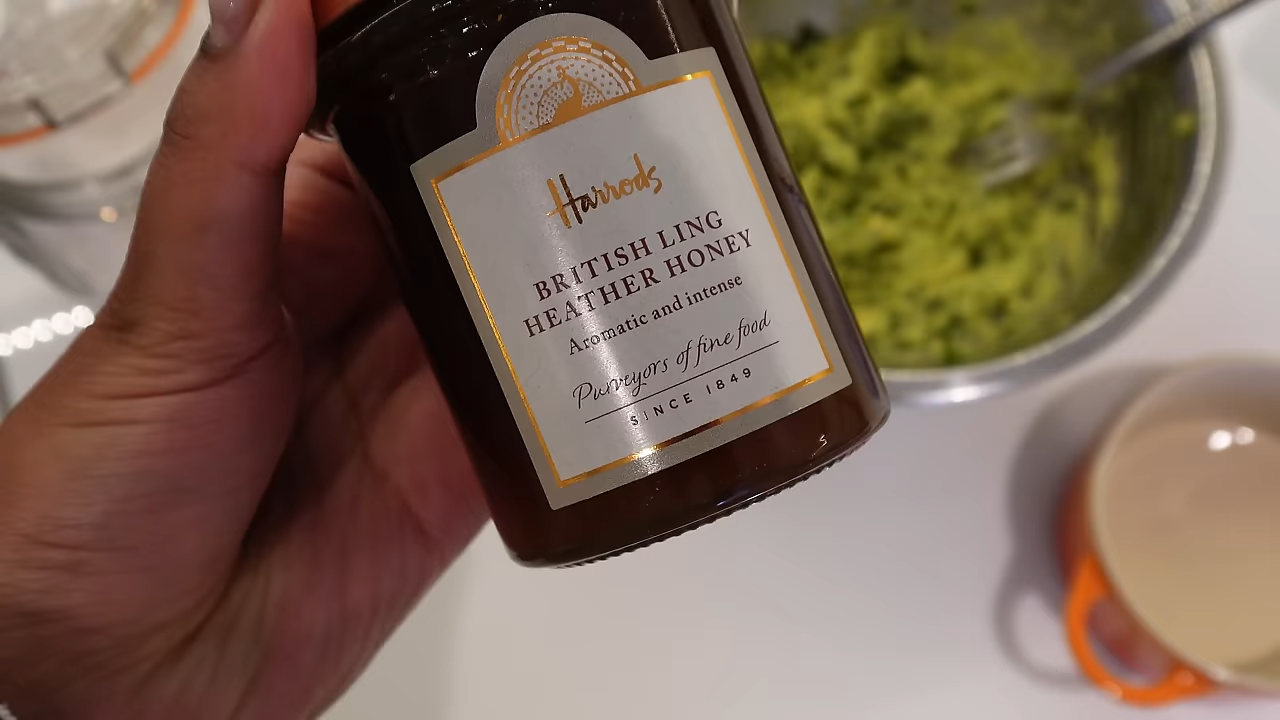 Harrods
BRITISH LING
HEATHER HONEY
Aromatic and intense
Purveyors of fine food
SINCE 1849